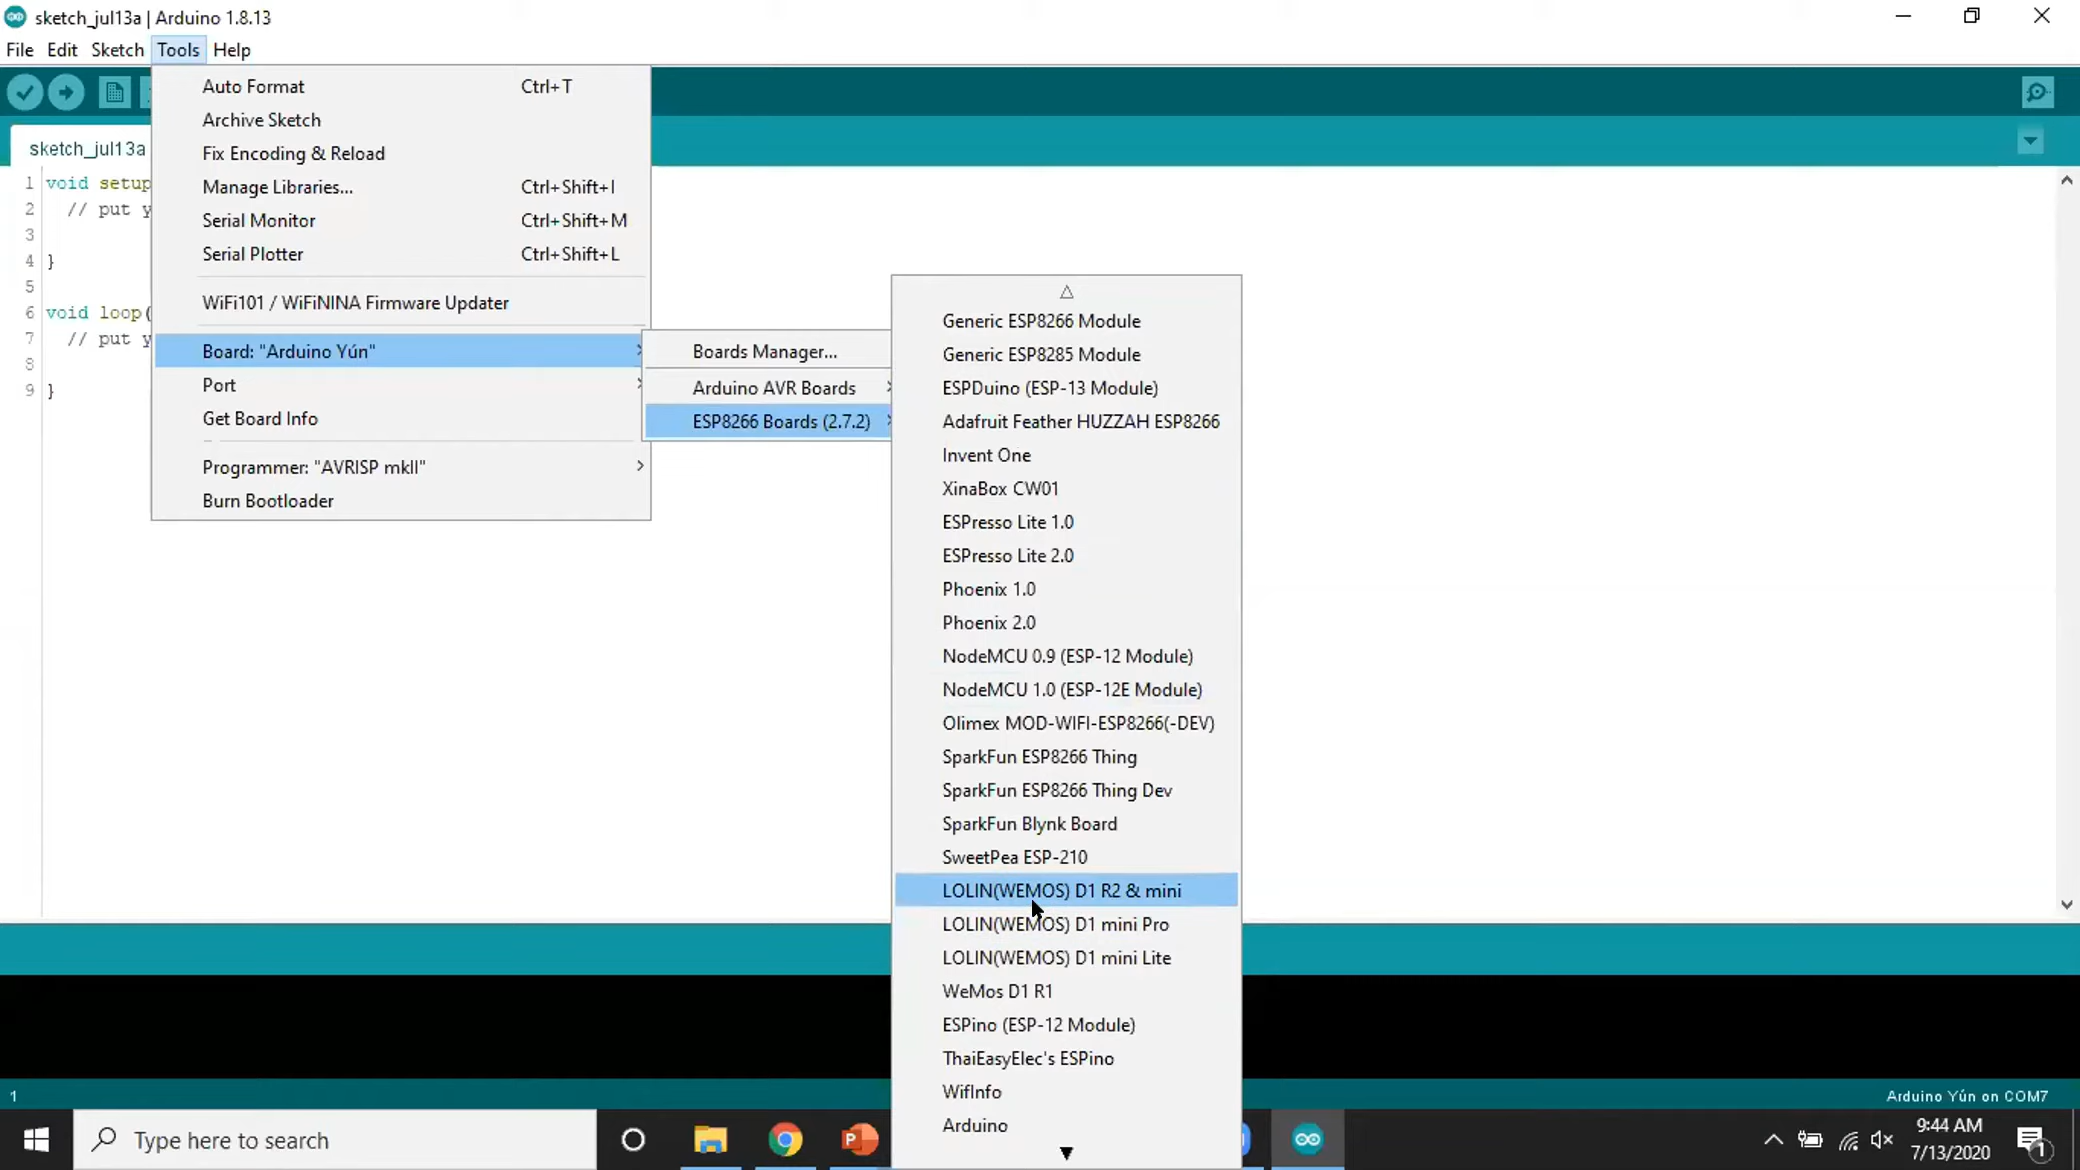 sketch_jul13a | Arduino 1.8.13
File Edit Sketch Tools Help
sketch_jul13a
1 void setup
2 // put y
3
4 }
5
6 void loop(
7 // put y
8
9 }
Auto Format Ctrl+T
Archive Sketch
Fix Encoding & Reload
Manage Libraries... Ctrl+Shift+I
Serial Monitor Ctrl+Shift+M
Serial Plotter Ctrl+Shift+L
WiFi101 / WiFiNINA Firmware Updater
Board: "Arduino Yún"
Port
Get Board Info
Programmer: "AVRISP mkII"
Burn Bootloader
Boards Manager...
Arduino AVR Boards
ESP8266 Boards (2.7.2)
Generic ESP8266 Module
Generic ESP8285 Module
ESPDuino (ESP-13 Module)
Adafruit Feather HUZZAH ESP8266
Invent One
XinaBox CW01
ESPresso Lite 1.0
ESPresso Lite 2.0
Phoenix 1.0
Phoenix 2.0
NodeMCU 0.9 (ESP-12 Module)
NodeMCU 1.0 (ESP-12E Module)
Olimex MOD-WIFI-ESP8266(-DEV)
SparkFun ESP8266 Thing
SparkFun ESP8266 Thing Dev
SparkFun Blynk Board
SweetPea ESP-210
LOLIN(WEMOS) D1 R2 & mini
LOLIN(WEMOS) D1 mini Pro
LOLIN(WEMOS) D1 mini Lite
WeMos D1 R1
ESPino (ESP-12 Module)
ThaiEasyElec's ESPino
WifInfo
Arduino
1
Arduino Yún on COM7
Type here to search
9:44 AM
7/13/2020
1